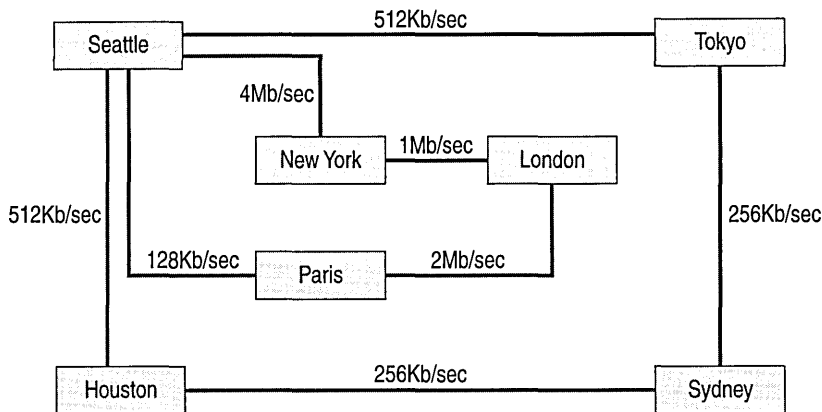 512Kb/sec
Seattle
Tokyo
4Mb/sec
New York
1Mb/sec
London
512Kb/sec
256Kb/sec
128Kb/sec
Paris
2Mb/sec
Houston
256Kb/sec
Sydney